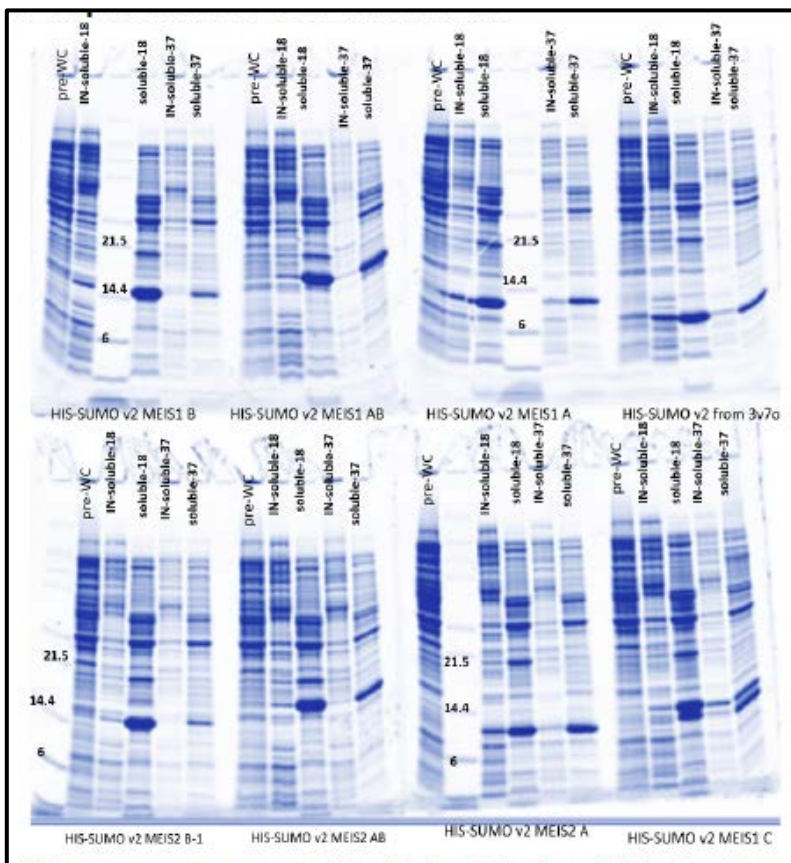 pre-WC
IN-soluble-18
soluble-18
IN-soluble-37
soluble-37
pre-WC
IN-soluble-18
soluble-18
IN-soluble-37
soluble-37
pre-WC
IN-soluble-18
soluble-18
IN-soluble-37
soluble-37
pre-WC
IN-soluble-18
soluble-18
IN-soluble-37
soluble-37
21.5
14.4
6
21.5
14.4
6
HIS-SUMO v2 MEIS1 B
HIS-SUMO v2 MEIS1 AB
HIS-SUMO v2 MEIS1 A
HIS-SUMO v2 from 3v7o
pre-WC
IN-soluble-18
soluble-18
IN-soluble-37
soluble-37
pre-WC
IN-soluble-18
soluble-18
IN-soluble-37
soluble-37
pre-WC
IN-soluble-18
soluble-18
IN-soluble-37
soluble-37
pre-WC
IN-soluble-18
soluble-18
IN-soluble-37
soluble-37
21.5
14.4
6
21.5
14.4
6
HIS-SUMO v2 MEIS2 B-1
HIS-SUMO v2 MEIS2 AB
HIS-SUMO v2 MEIS2 A
HIS-SUMO v2 MEIS1 C